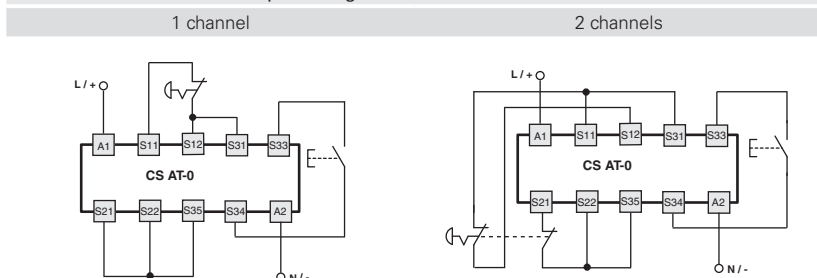 1 channel
2 channels
L / +
A1 S11 S12 S31 S33
CS AT-0
S21 S22 S35 S34 A2
N / -
L / +
A1 S11 S12 S31 S33
CS AT-0
S21 S22 S35 S34 A2
N / -